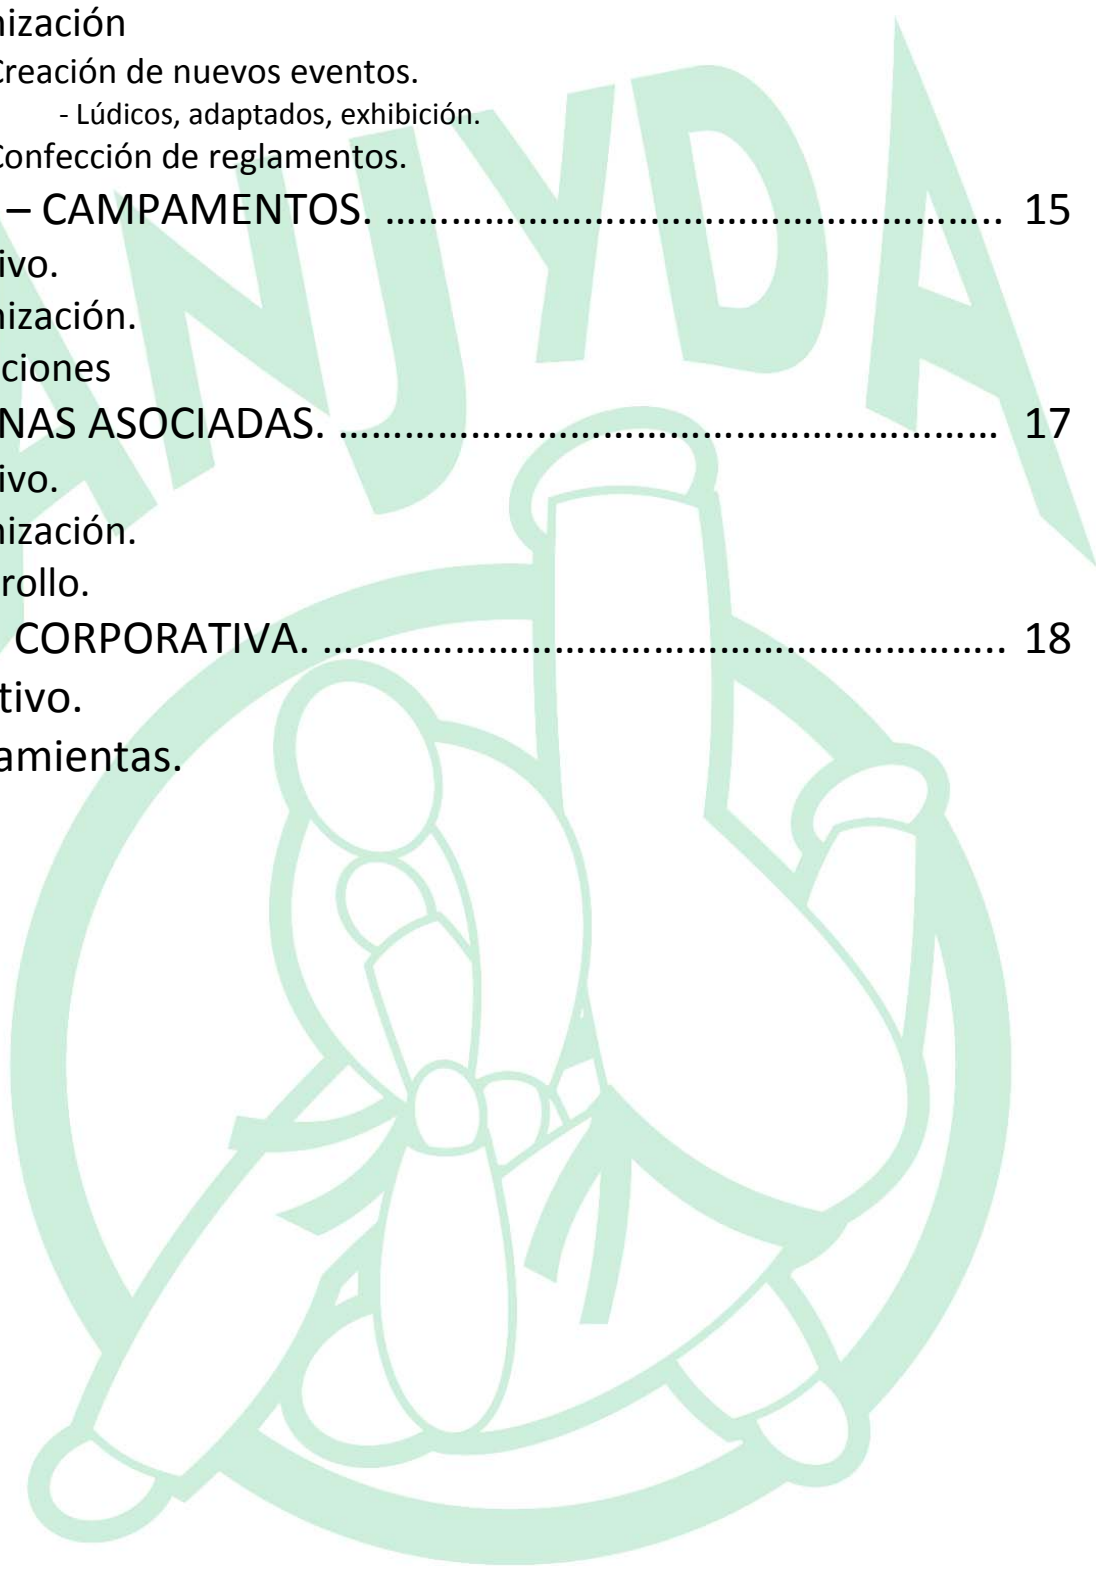 nización
Creación de nuevos eventos.
- Lúdicos, adaptados, exhibición.
Confección de reglamentos.
– CAMPAMENTOS. ………………………………………………….. 15
ivo.
nización.
ciones
NAS ASOCIADAS. ……………………………………………………… 17
ivo.
nización.
rollo.
CORPORATIVA. ……………………………………………………….. 18
tivo.
amientas.
ANJYDA